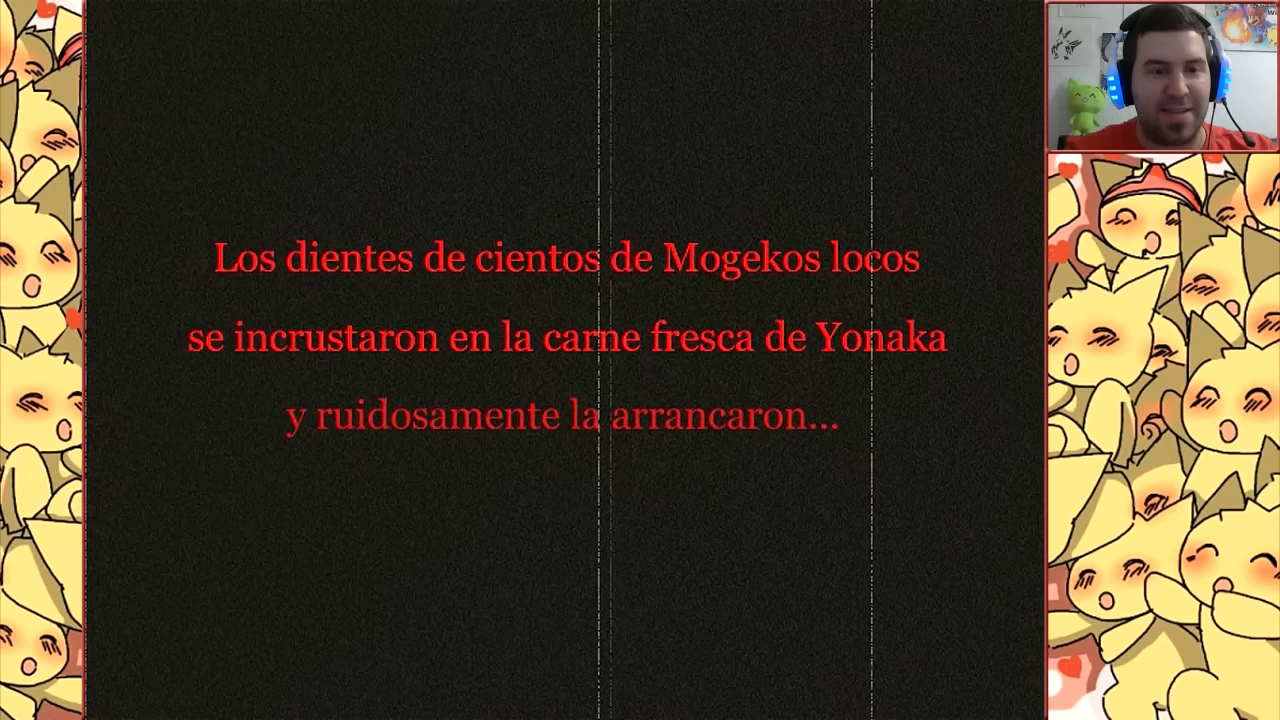 Los dientes de cientos de Mogekos locos
se incrustaron en la carne fresca de Yonaka
y ruidosamente la arrancaron...